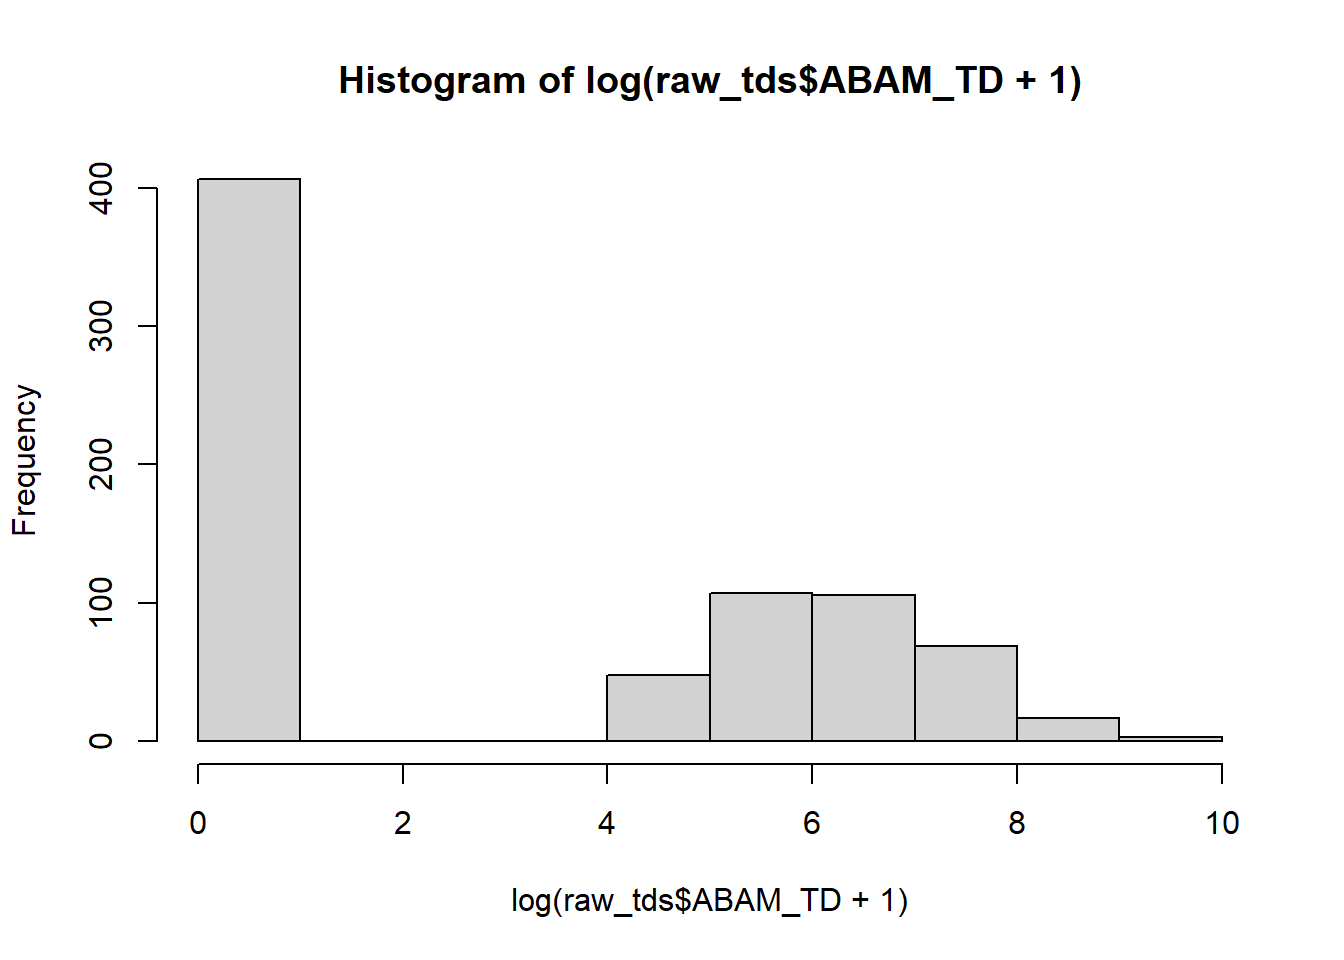 Histogram of log(raw_tds$ABAM_TD + 1)
Frequency
400
300
200
100
0
0 2 4 6 8 10
log(raw_tds$ABAM_TD + 1)